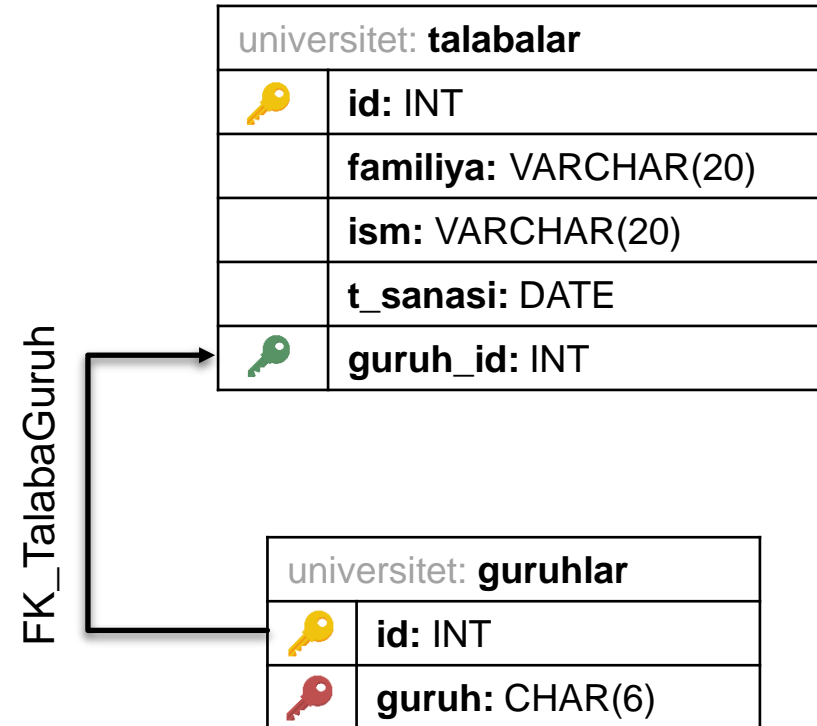 universitet: talabalar
id: INT
familiya: VARCHAR(20)
ism: VARCHAR(20)
t_sanasi: DATE
guruh_id: INT
FK_TalabaGuruh
universitet: guruhlar
id: INT
guruh: CHAR(6)